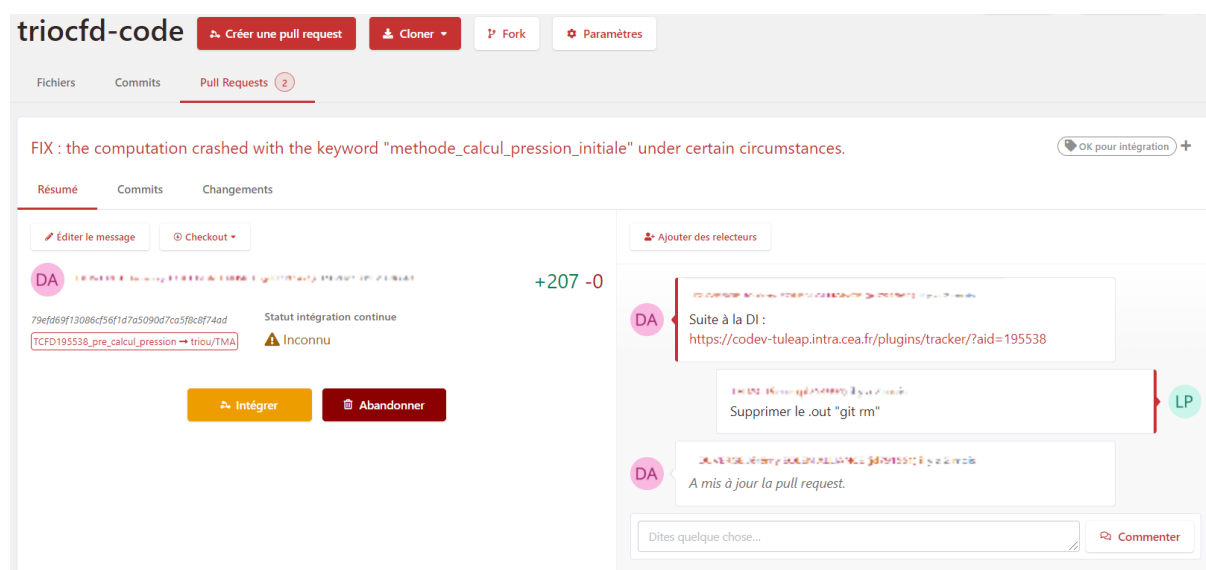 triocfd-code Créer une pull request Cloner Fork Paramètres
Fichiers Commits Pull Requests 2
FIX : the computation crashed with the keyword "methode_calcul_pression_initiale" under certain circumstances. OK pour intégration +
Résumé Commits Changements
Éditer le message Checkout
DA +207 -0
79efd69f13086cf56f1d7a5090d7ca5f8c8f74ad Statut intégration continue
TCFD195538_pre_calcul_pression → triou/TMA Inconnu
Intégrer Abandonner
Ajouter des relecteurs
DA
Suite à la DI :
https://codev-tuleap.intra.cea.fr/plugins/tracker/?aid=195538
LP
Supprimer le .out "git rm"
DA
A mis à jour la pull request.
Dites quelque chose... Commenter